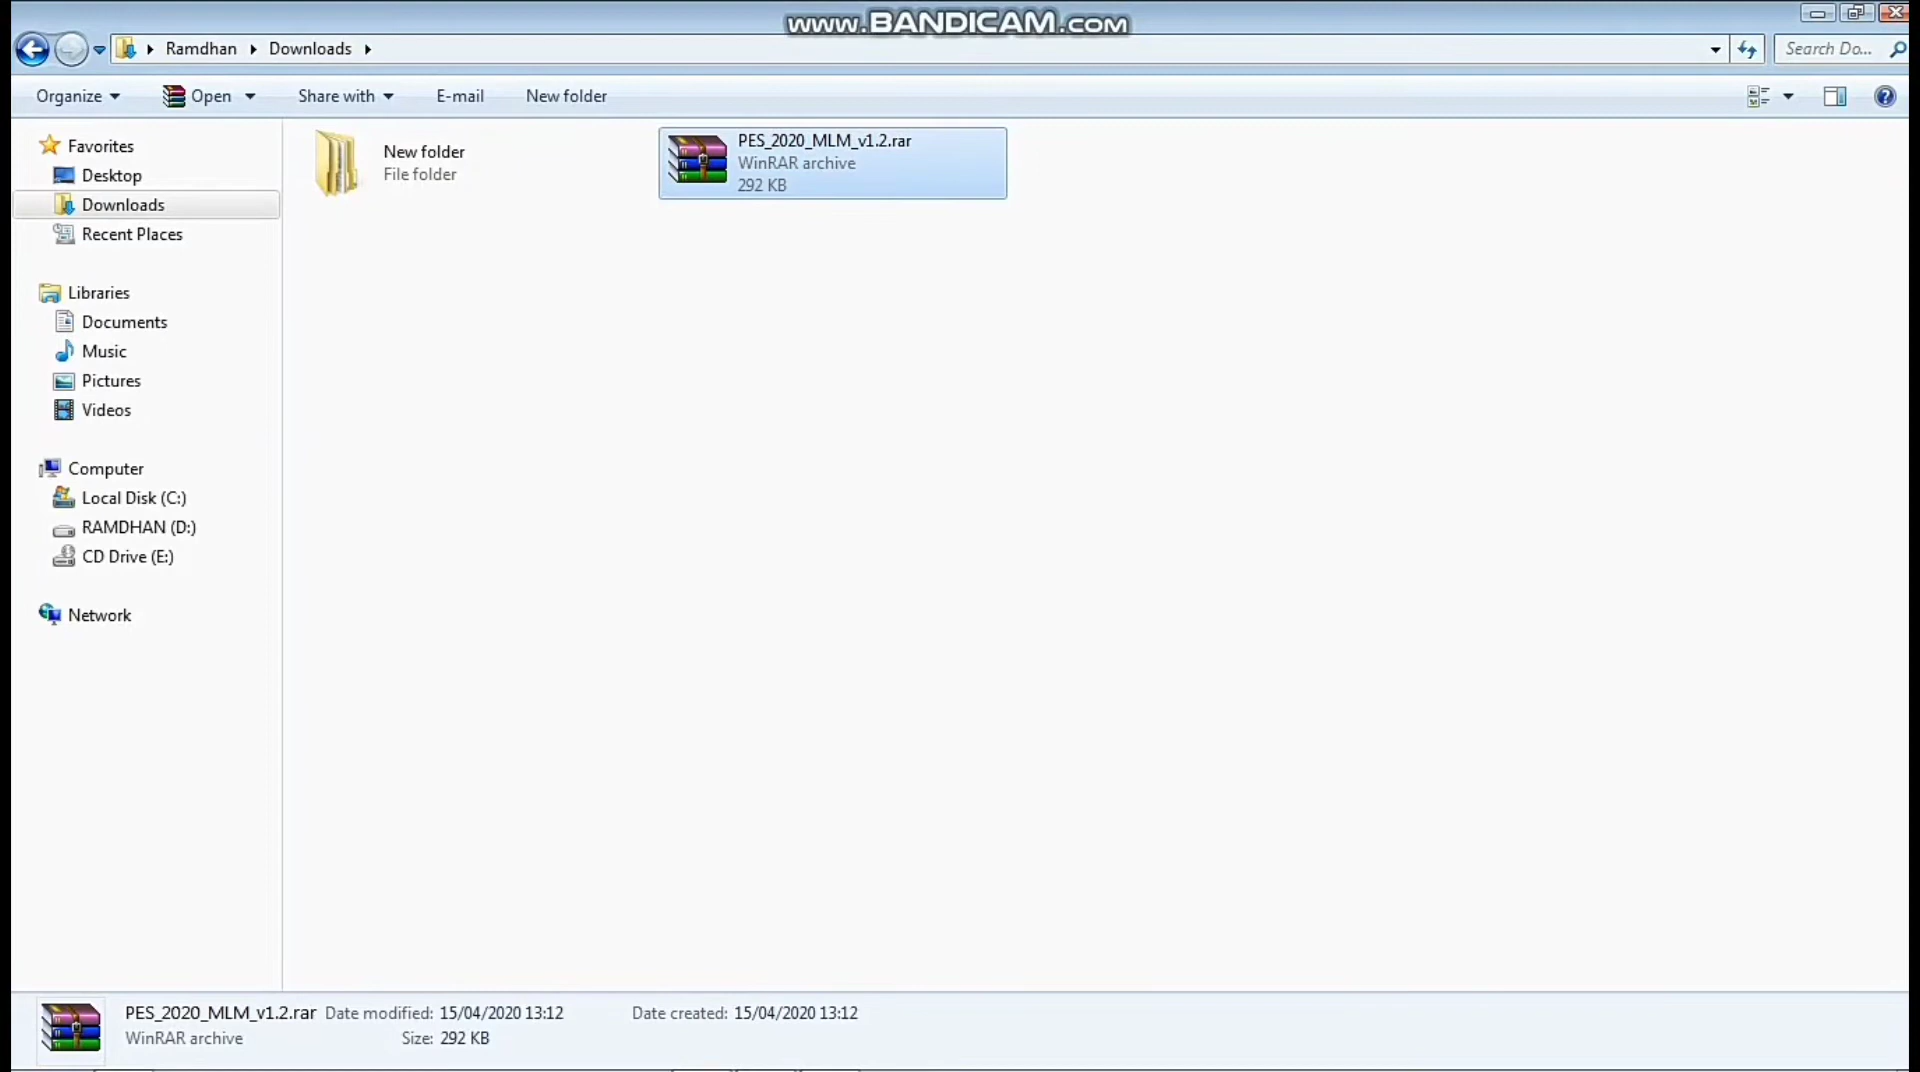 www.BANDICAM.com
Ramdhan Downloads
Search Do...
Organize Open Share with E-mail New folder
Favorites
Desktop
Downloads
Recent Places
Libraries
Documents
Music
Pictures
Videos
Computer
Local Disk (C:)
RAMDHAN (D:)
CD Drive (E:)
Network
New folder
File folder
PES_2020_MLM_v1.2.rar
WinRAR archive
292 KB
PES_2020_MLM_v1.2.rar Date modified: 15/04/2020 13:12 Date created: 15/04/2020 13:12
WinRAR archive Size: 292 KB